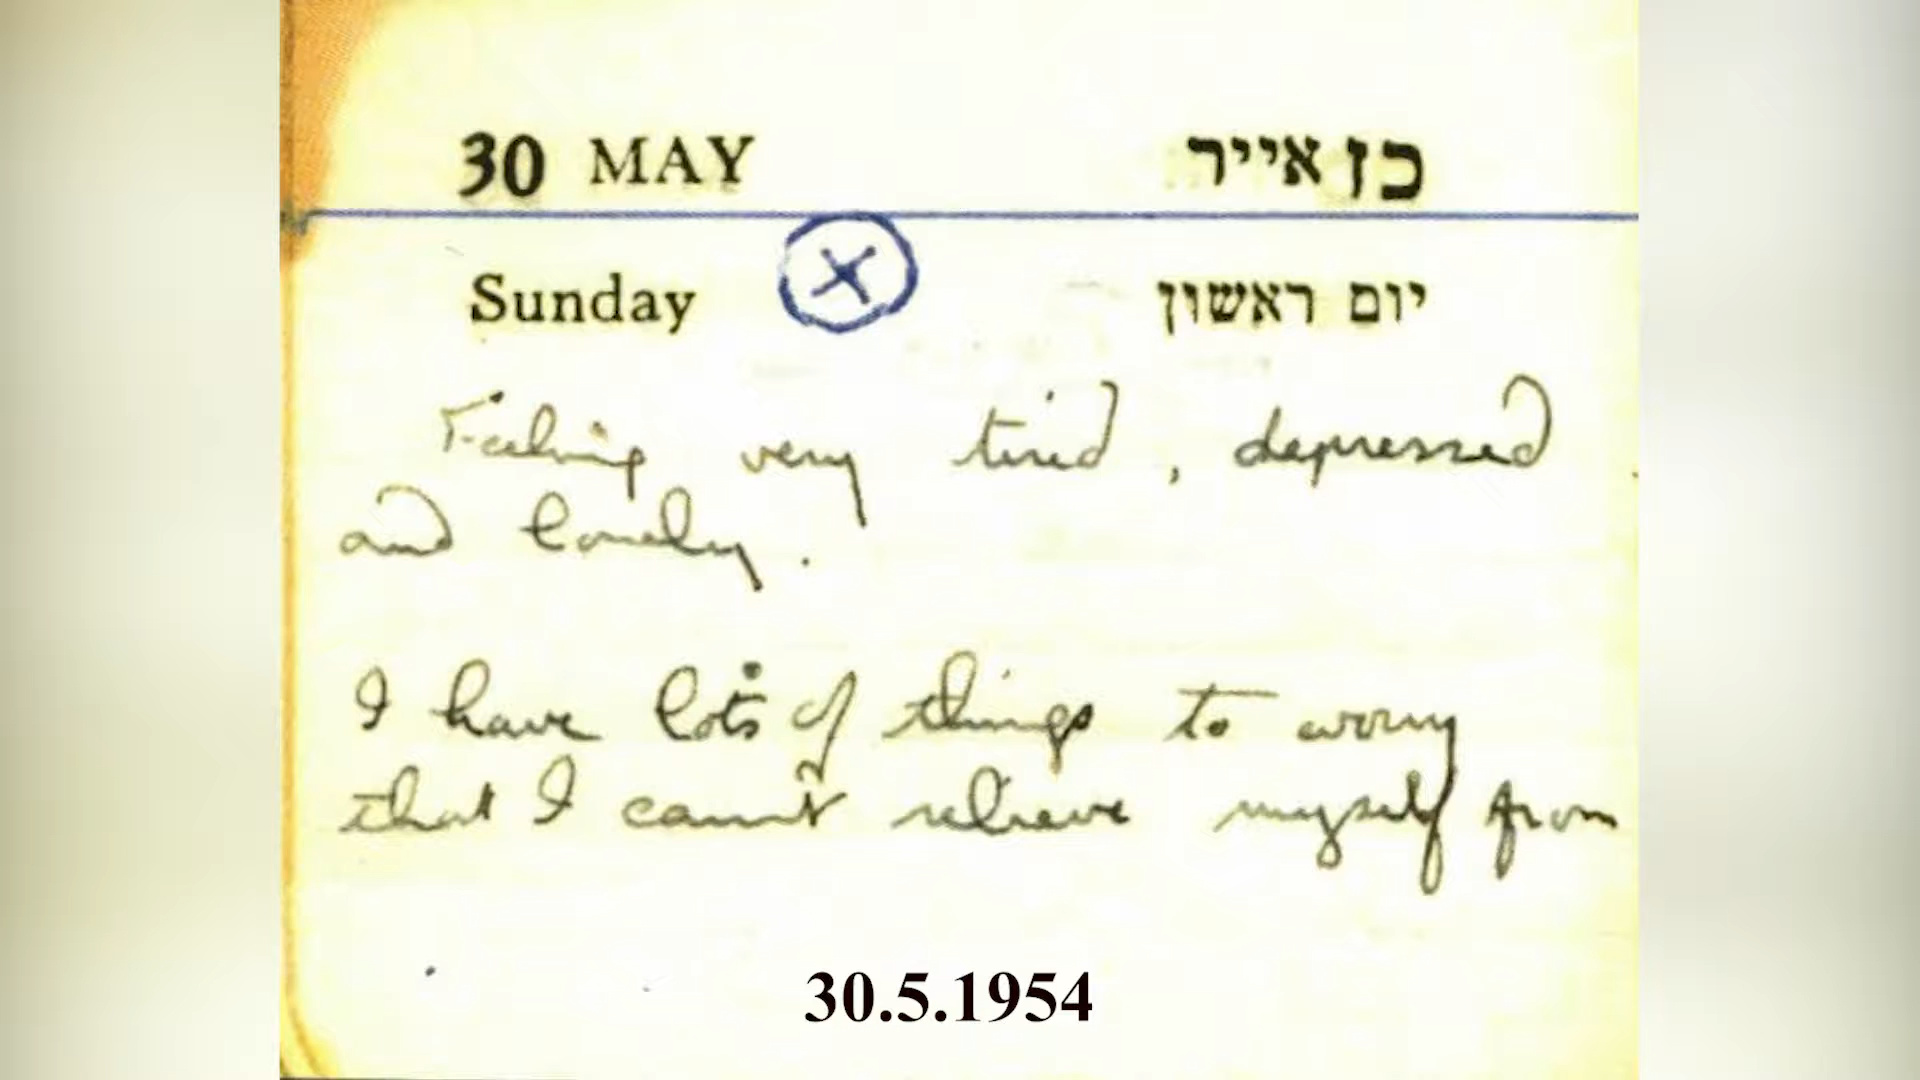 30 MAY כז אייר
Sunday יום ראשון
Feeling very tired, depressed
and lonely.
I have lots of things to worry
that I can't relieve myself from
30.5.1954